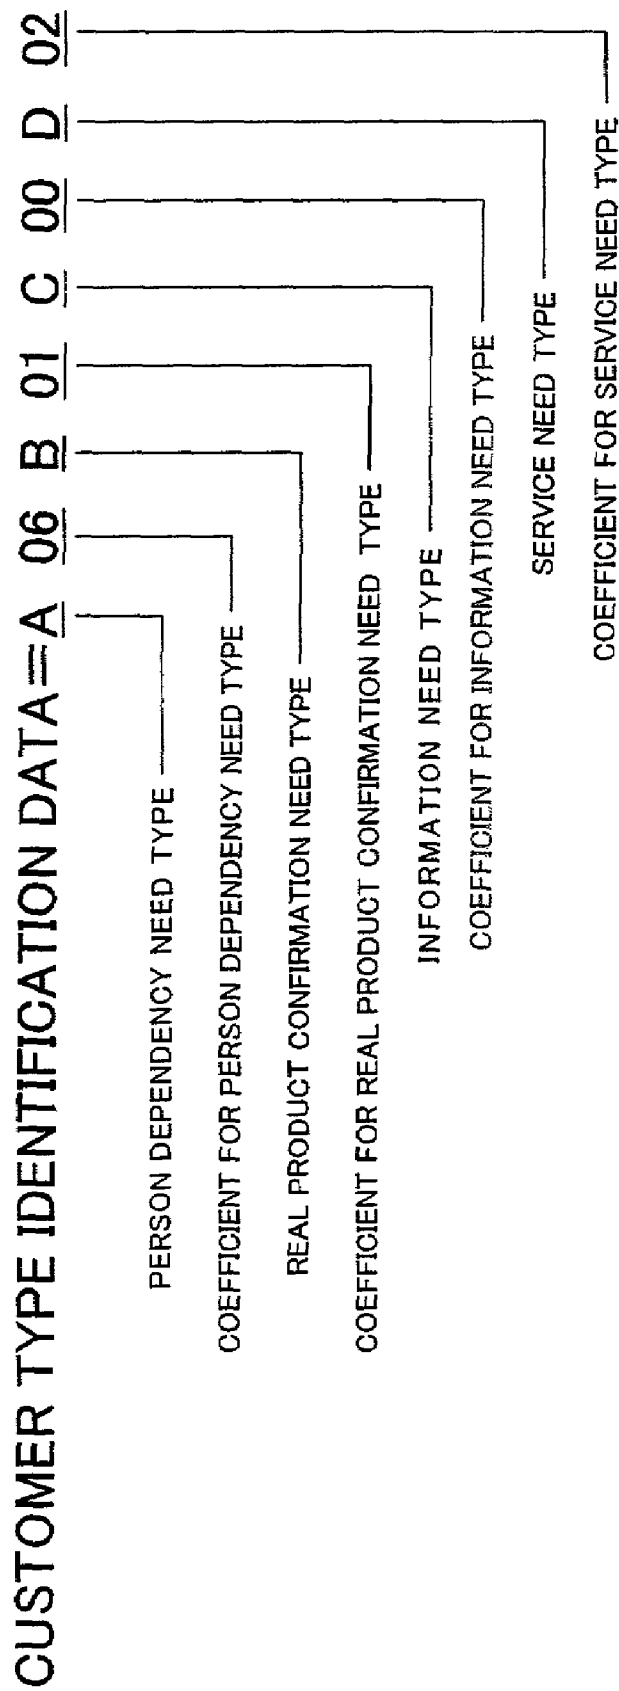 CUSTOMER TYPE IDENTIFICATION DATA=A 06 B 01 C 00 D 02
PERSON DEPENDENCY NEED TYPE
COEFFICIENT FOR PERSON DEPENDENCY NEED TYPE
REAL PRODUCT CONFIRMATION NEED TYPE
COEFFICIENT FOR REAL PRODUCT CONFIRMATION NEED TYPE
INFORMATION NEED TYPE
COEFFICIENT FOR INFORMATION NEED TYPE
SERVICE NEED TYPE
COEFFICIENT FOR SERVICE NEED TYPE